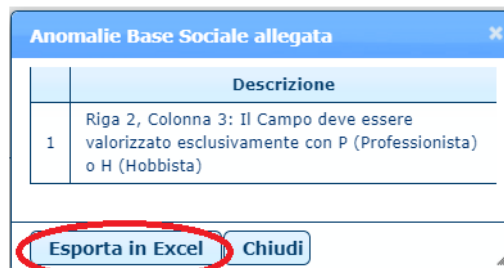 Anomalie Base Sociale allegata
Descrizione
Riga 2, Colonna 3: Il Campo deve essere
1 valorizzato esclusivamente con P (Professionista)
o H (Hobbista)
Esporta in Excel Chiudi